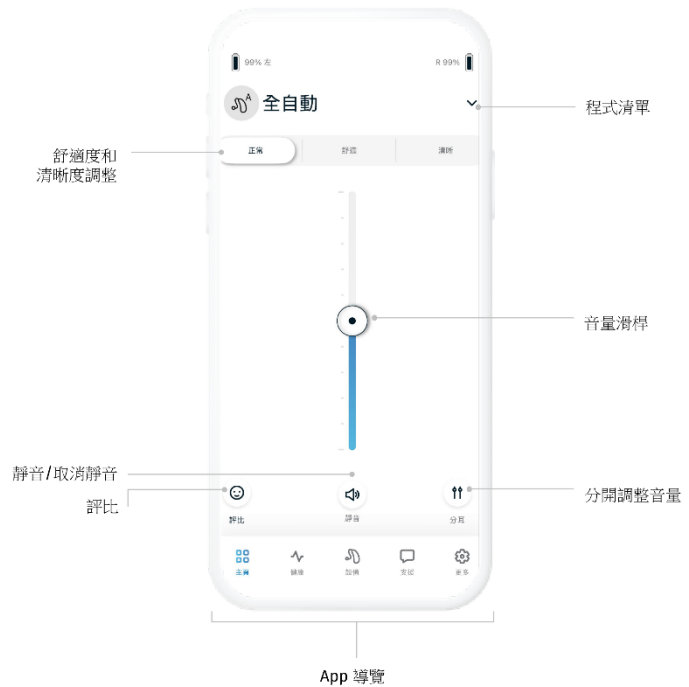 99% 左
R 99%
A
全自動
程式清單
正常
舒適
清晰
舒適度和
清晰度調整
音量滑桿
靜音/取消靜音
評比
分開調整音量
評比
靜音
分耳
主頁
健康
設備
支援
更多
App 導覽